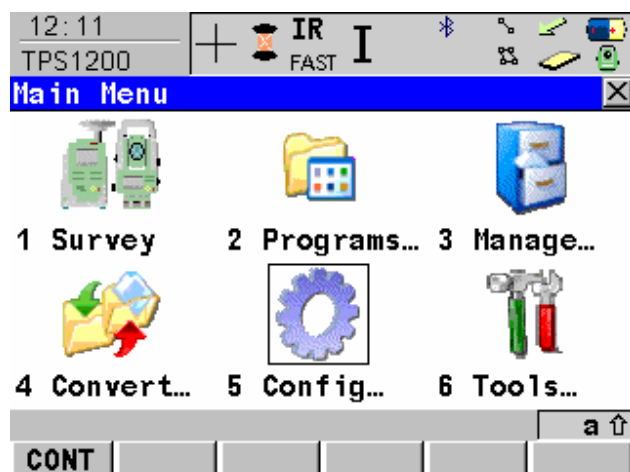 12:11
TPS1200
IR
FAST
I
Main Menu
1 Survey
2 Programs…
3 Manage…
4 Convert…
5 Config…
6 Tools…
a
CONT